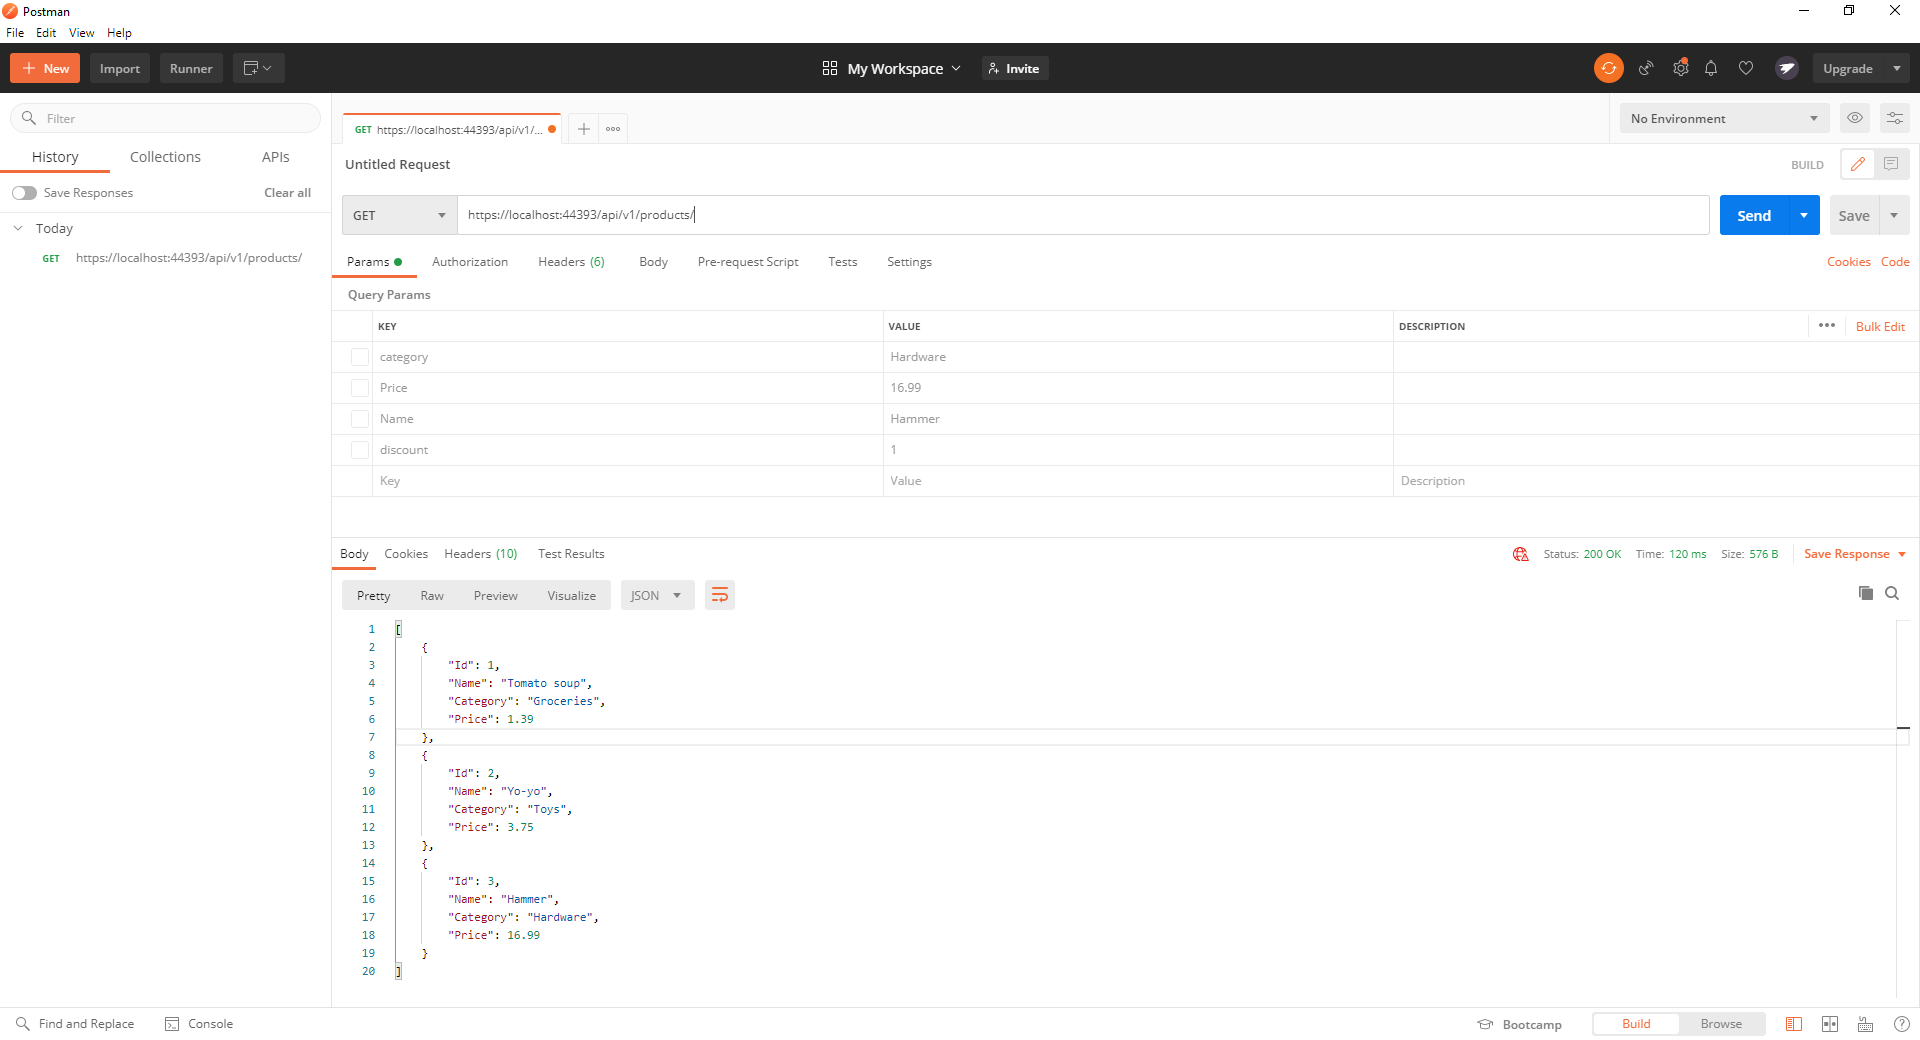 Postman
File Edit View Help
New Import Runner My Workspace Invite Upgrade
Filter
History Collections APIs
Save Responses Clear all
Today
GET https://localhost:44393/api/v1/products/
GET https://localhost:44393/api/v1/...
No Environment
Untitled Request BUILD
GET https://localhost:44393/api/v1/products/ Send Save
Params Authorization Headers (6) Body Pre-request Script Tests Settings Cookies Code
Query Params
KEY VALUE DESCRIPTION ••• Bulk Edit
category Hardware
Price 16.99
Name Hammer
discount 1
Key Value Description
Body Cookies Headers (10) Test Results Status: 200 OK Time: 120 ms Size: 576 B Save Response
Pretty Raw Preview Visualize JSON
1 [
2 {
3 "Id": 1,
4 "Name": "Tomato soup",
5 "Category": "Groceries",
6 "Price": 1.39
7 },
8 {
9 "Id": 2,
10 "Name": "Yo-yo",
11 "Category": "Toys",
12 "Price": 3.75
13 },
14 {
15 "Id": 3,
16 "Name": "Hammer",
17 "Category": "Hardware",
18 "Price": 16.99
19 }
20 ]
Find and Replace Console Bootcamp Build Browse